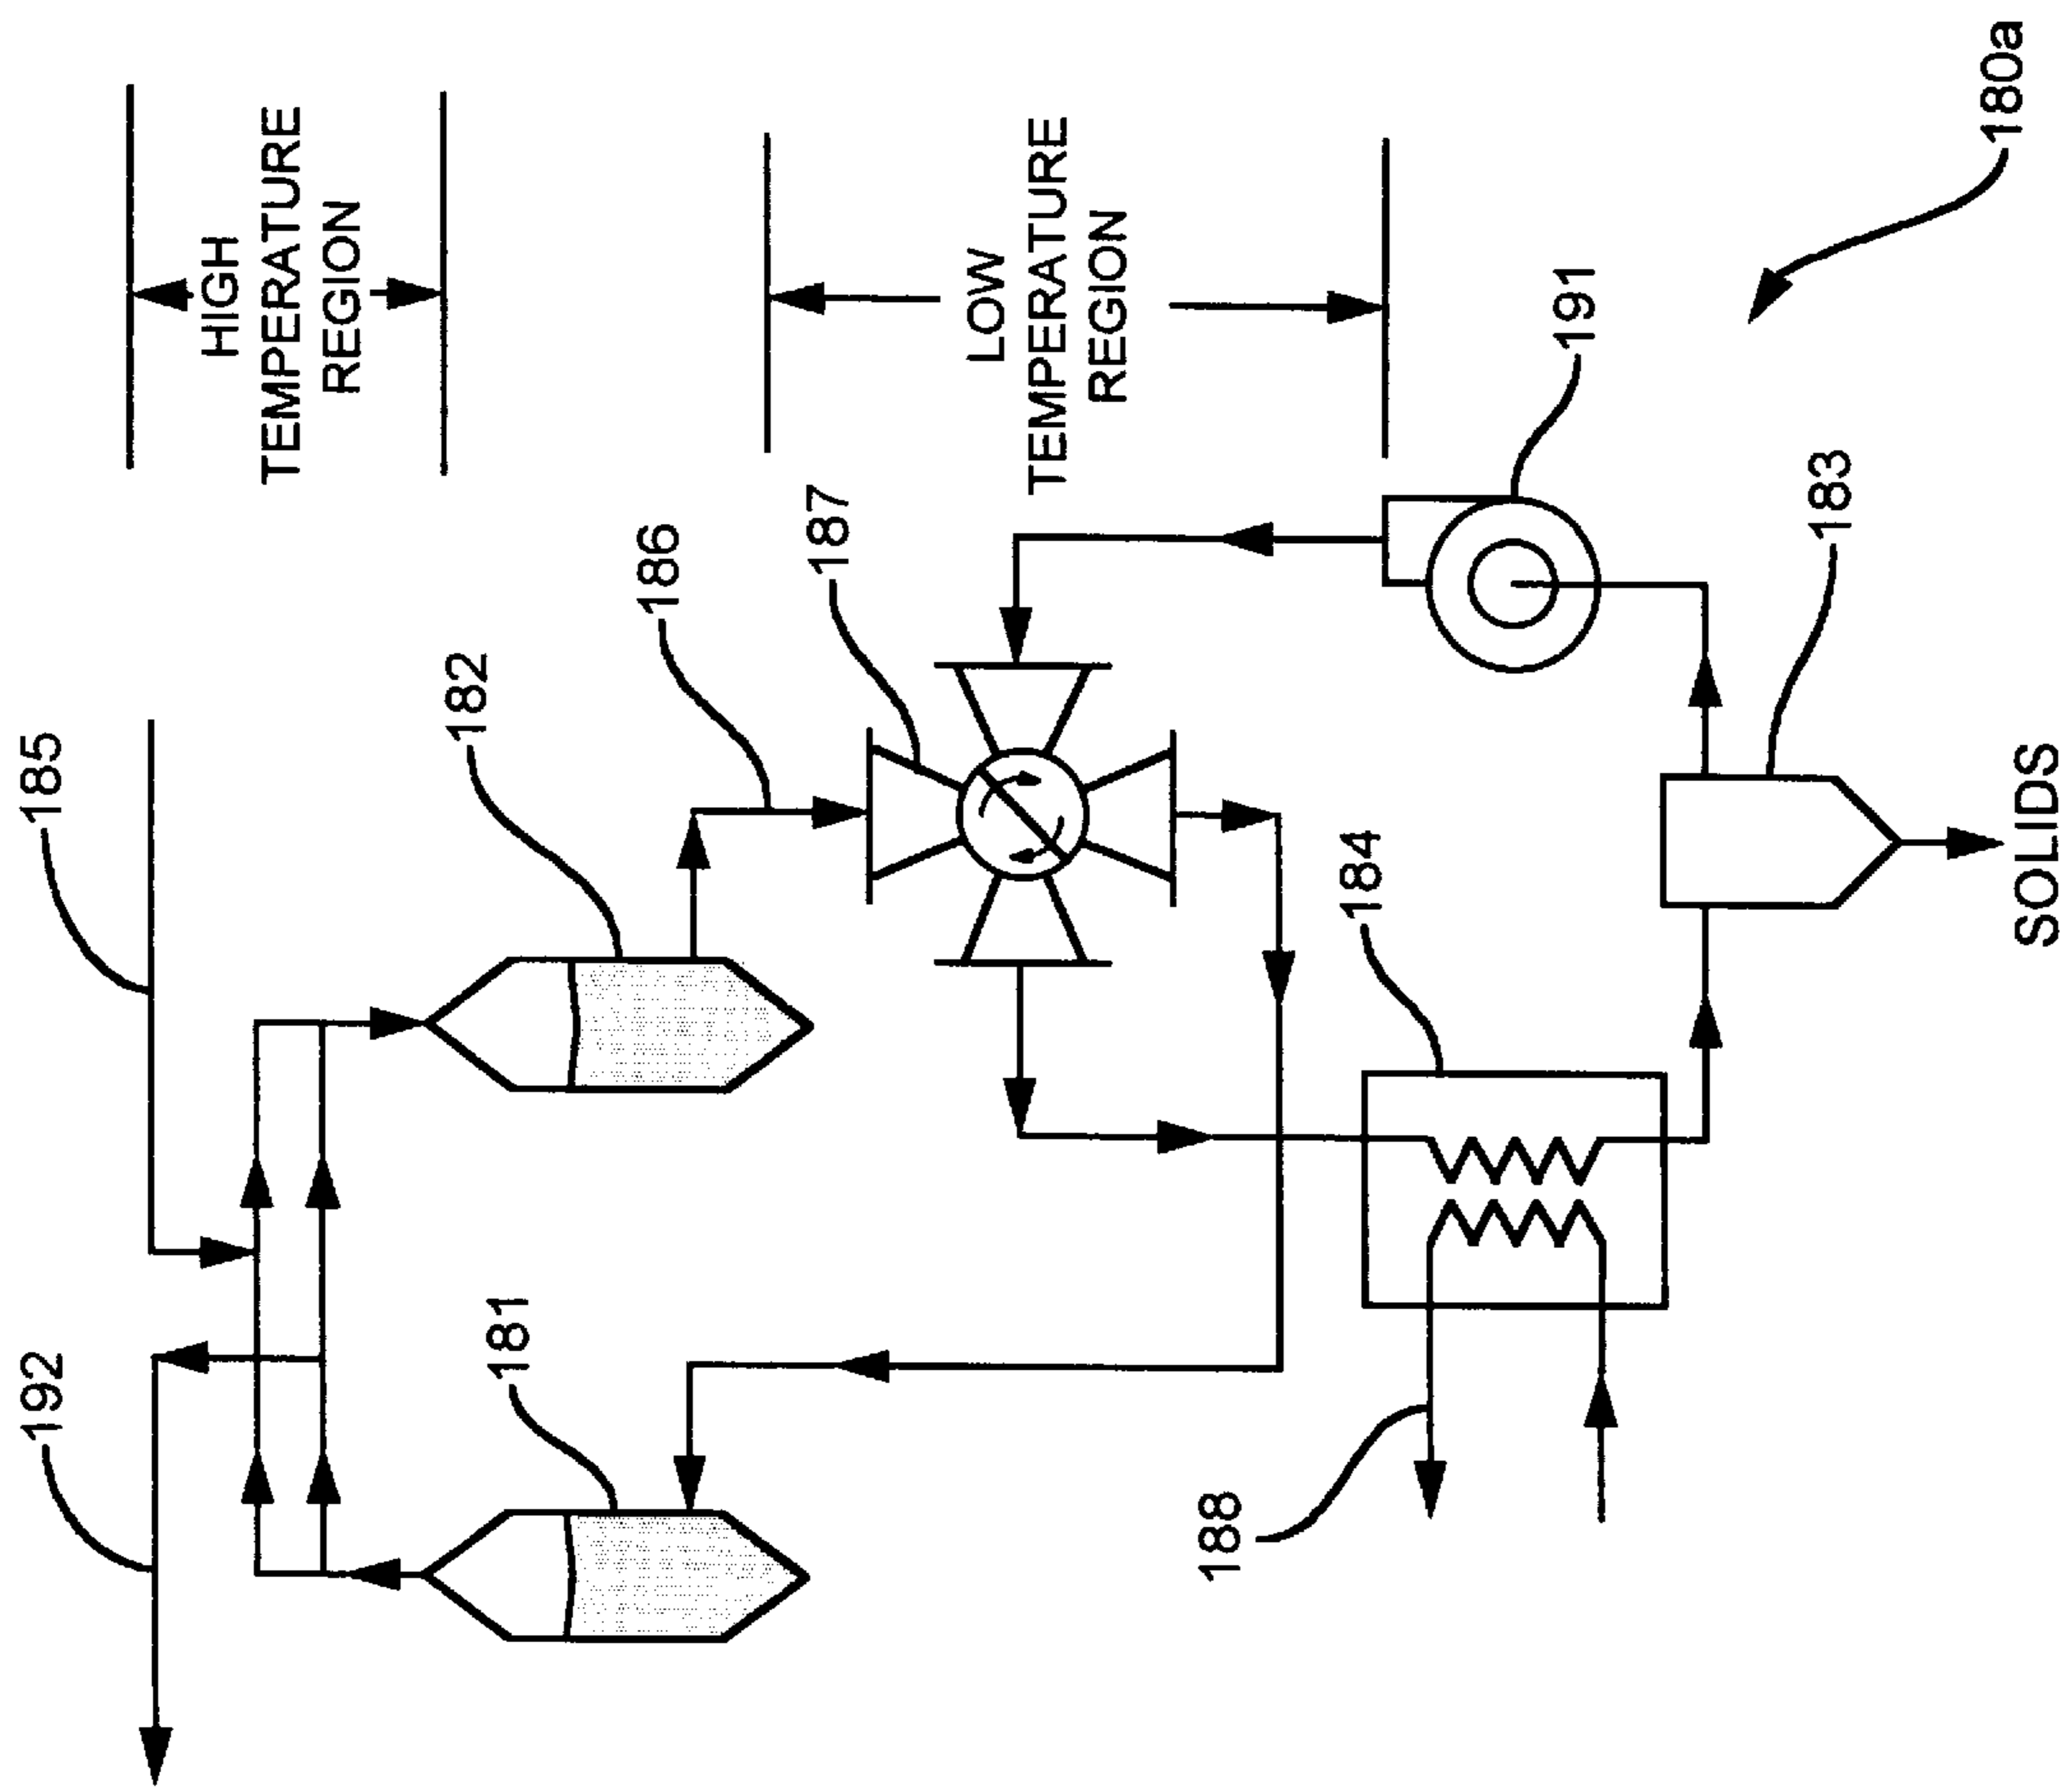 192
185
HIGH
TEMPERATURE
REGION
181
182
186
187
LOW
TEMPERATURE
REGION
188
184
191
183
SOLIDS
180a